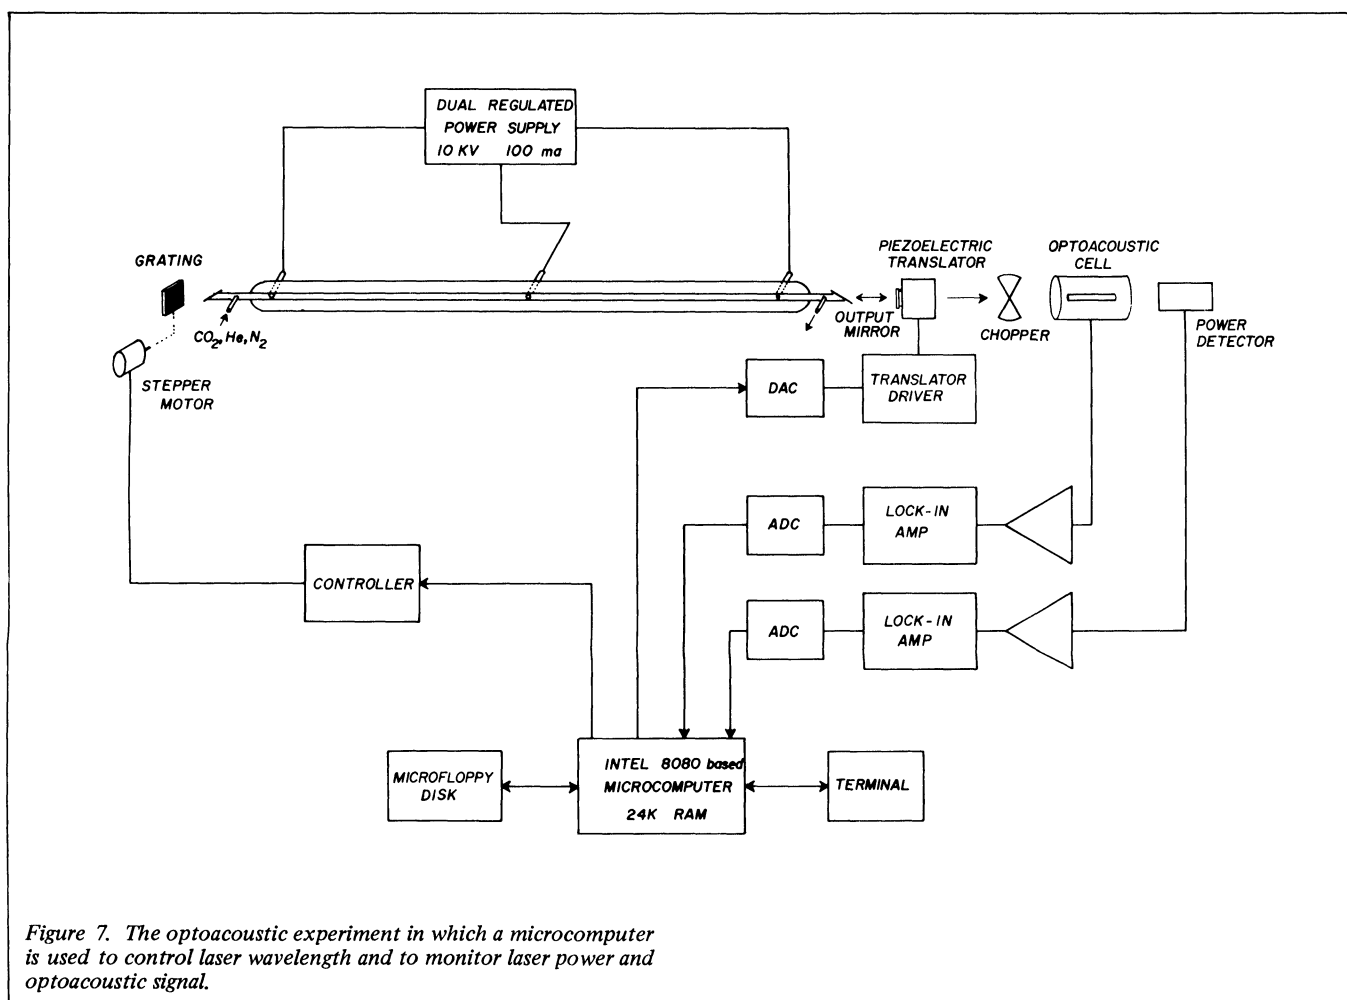 DUAL REGULATED
POWER SUPPLY
10 KV 100 ma
GRATING
CO2, He, N2
STEPPER
MOTOR
PIEZOELECTRIC
TRANSLATOR
OPTOACOUSTIC
CELL
OUTPUT
MIRROR
CHOPPER
POWER
DETECTOR
DAC
TRANSLATOR
DRIVER
ADC
LOCK-IN
AMP
CONTROLLER
ADC
LOCK-IN
AMP
MICROFLOPPY
DISK
INTEL 8080 based
MICROCOMPUTER
24K RAM
TERMINAL
Figure 7. The optoacoustic experiment in which a microcomputer
is used to control laser wavelength and to monitor laser power and
optoacoustic signal.